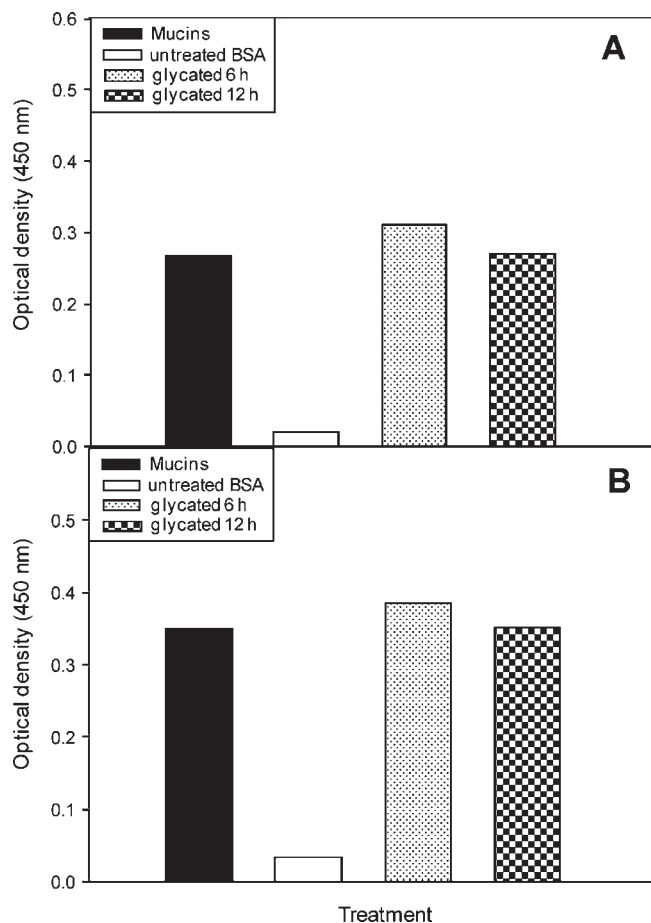 0.6
0.5
0.4
0.3
0.2
0.1
0.0
Optical density (450 nm)
Mucins
untreated BSA
glycated 6 h
glycated 12 h
A
0.5
0.4
0.3
0.2
0.1
0.0
Optical density (450 nm)
Mucins
untreated BSA
glycated 6 h
glycated 12 h
B
Treatment